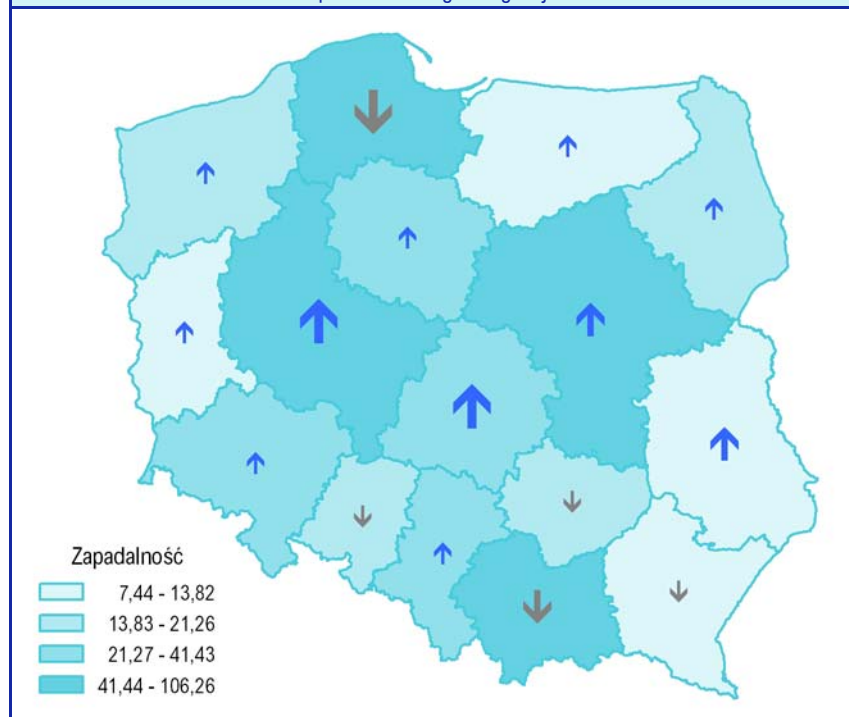 Zapadalność
7,44 - 13,82
13,83 - 21,26
21,27 - 41,43
41,44 - 106,26